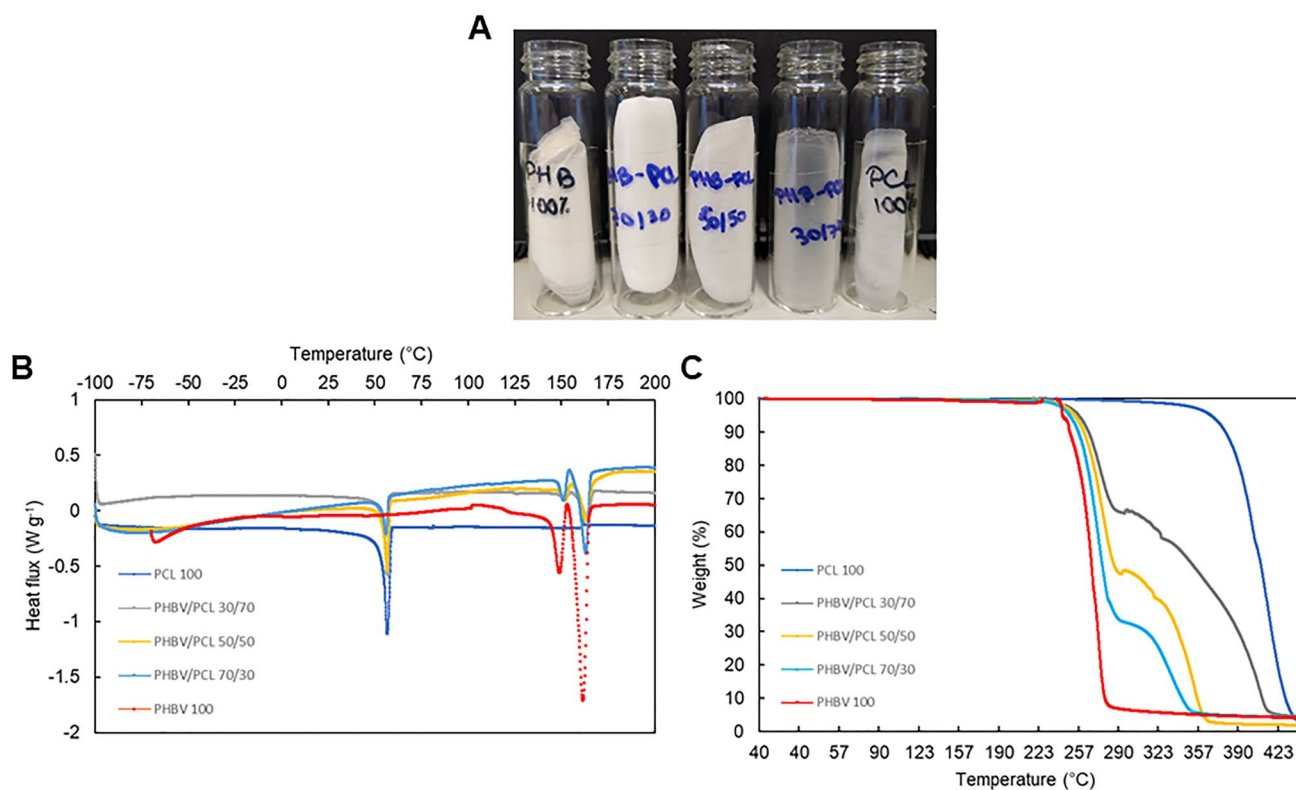 A
PHB
100%
HB-PCL
70/30
PHB-PCL
50/50
PHB-PCL
PCL
100%
B
Temperature (°C)
-100 -75 -50 -25 0 25 50 75 100 125 150 175 200
1
0.5
0
-0.5
-1
-1.5
-2
Heat flux (W g⁻¹)
PCL 100
PHBV/PCL 30/70
PHBV/PCL 50/50
PHBV/PCL 70/30
PHBV 100
C
100
90
80
70
60
50
40
30
20
10
0
Weight (%)
PCL 100
PHBV/PCL 30/70
PHBV/PCL 50/50
PHBV/PCL 70/30
PHBV 100
40 40 57 90 123 157 190 223 257 290 323 357 390 423
Temperature (°C)